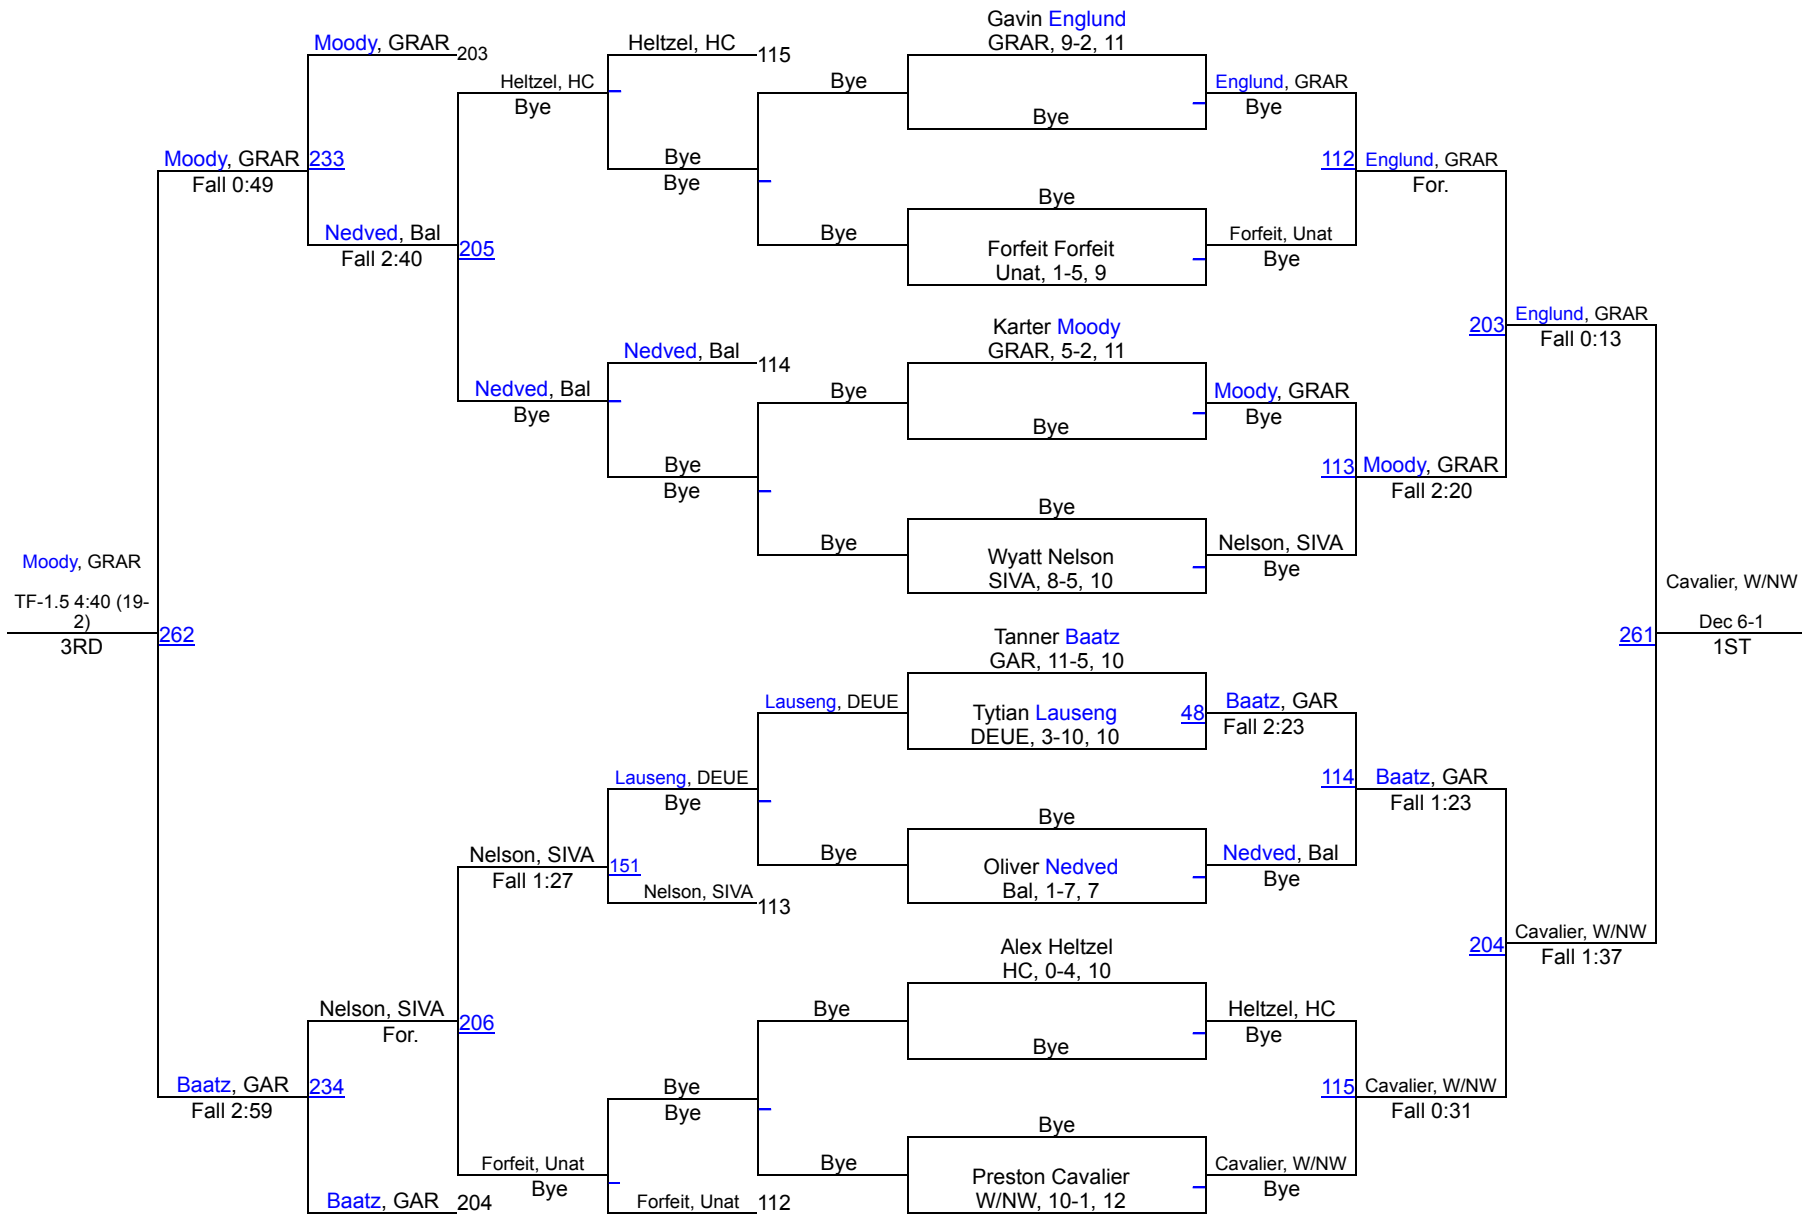 Moody, GRAR
203
Heltzel, HC
Bye
Heltzel, HC
115
Bye
Gavin Englund
GRAR, 9-2, 11
Bye
Englund, GRAR
Bye
Moody, GRAR
Fall 0:49
233
Bye
Bye
112
Englund, GRAR
For.
Nedved, Bal
Fall 2:40
205
Bye
Bye
Forfeit Forfeit
Unat, 1-5, 9
Forfeit, Unat
Bye
203
Englund, GRAR
Fall 0:13
Nedved, Bal
114
Karter Moody
GRAR, 5-2, 11
Nedved, Bal
Bye
Bye
Bye
Moody, GRAR
Bye
Bye
Bye
113
Moody, GRAR
Fall 2:20
Bye
Bye
Wyatt Nelson
SIVA, 8-5, 10
Nelson, SIVA
Bye
Moody, GRAR
TF-1.5 4:40 (19-
2)
3RD
262
261
Cavalier, W/NW
Dec 6-1
1ST
Tanner Baatz
GAR, 11-5, 10
Lauseng, DEUE
Tytian Lauseng
DEUE, 3-10, 10
48
Baatz, GAR
Fall 2:23
Lauseng, DEUE
Bye
114
Baatz, GAR
Fall 1:23
Nelson, SIVA
Fall 1:27
151
Bye
Bye
Oliver Nedved
Bal, 1-7, 7
Nedved, Bal
Bye
Nelson, SIVA
113
204
Cavalier, W/NW
Fall 1:37
Alex Heltzel
HC, 0-4, 10
Nelson, SIVA
For.
206
Bye
Bye
Heltzel, HC
Bye
Baatz, GAR
Fall 2:59
234
Bye
Bye
115
Cavalier, W/NW
Fall 0:31
Forfeit, Unat
Bye
Bye
Bye
Preston Cavalier
W/NW, 10-1, 12
Cavalier, W/NW
Bye
Baatz, GAR
204
Forfeit, Unat
112